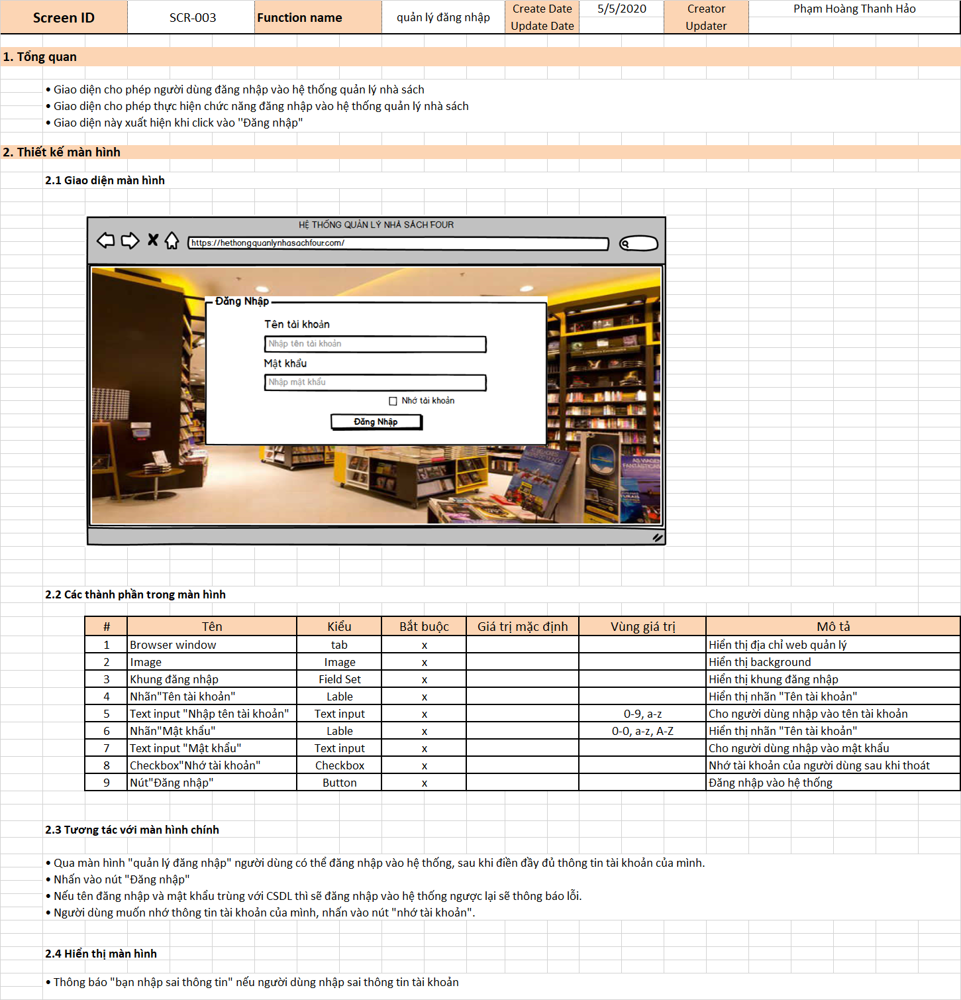 Screen ID SCR-003 Function name quản lý đăng nhập Create Date 5/5/2020 Creator Phạm Hoàng Thanh Hảo
Update Date Updater
1. Tổng quan
• Giao diện cho phép người dùng đăng nhập vào hệ thống quản lý nhà sách
• Giao diện cho phép thực hiện chức năng đăng nhập vào hệ thống quản lý nhà sách
• Giao diện này xuất hiện khi click vào "Đăng nhập"
2. Thiết kế màn hình
2.1 Giao diện màn hình
HỆ THỐNG QUẢN LÝ NHÀ SÁCH FOUR
https://hethongquanlynhasachfour.com/
Đăng Nhập
Tên tài khoản
Nhập tên tài khoản
Mật khẩu
Nhập mật khẩu
Nhớ tài khoản
Đăng Nhập
AS VIAGENS
FANTÁSTICAS
2.2 Các thành phần trong màn hình
# Tên Kiểu Bắt buộc Giá trị mặc định Vùng giá trị Mô tả
1 Browser window tab x Hiển thị địa chỉ web quản lý
2 Image Image x Hiển thị background
3 Khung đăng nhập Field Set x Hiển thị khung đăng nhập
4 Nhãn"Tên tài khoản" Lable x Hiển thị nhãn "Tên tài khoản"
5 Text input "Nhập tên tài khoản" Text input x 0-9, a-z Cho người dùng nhập vào tên tài khoản
6 Nhãn"Mật khẩu" Lable x 0-0, a-z, A-Z Hiển thị nhãn "Tên tài khoản"
7 Text input "Mật khẩu" Text input x Cho người dùng nhập vào mật khẩu
8 Checkbox"Nhớ tài khoản" Checkbox x Nhớ tài khoản của người dùng sau khi thoát
9 Nút"Đăng nhập" Button x Đăng nhập vào hệ thống
2.3 Tương tác với màn hình chính
• Qua màn hình "quản lý đăng nhập" người dùng có thể đăng nhập vào hệ thống, sau khi điền đầy đủ thông tin tài khoản của mình.
• Nhấn vào nút "Đăng nhập"
• Nếu tên đăng nhập và mật khẩu trùng với CSDL thì sẽ đăng nhập vào hệ thống ngược lại sẽ thông báo lỗi.
• Người dùng muốn nhớ thông tin tài khoản của mình, nhấn vào nút "nhớ tài khoản".
2.4 Hiển thị màn hình
• Thông báo "bạn nhập sai thông tin" nếu người dùng nhập sai thông tin tài khoản